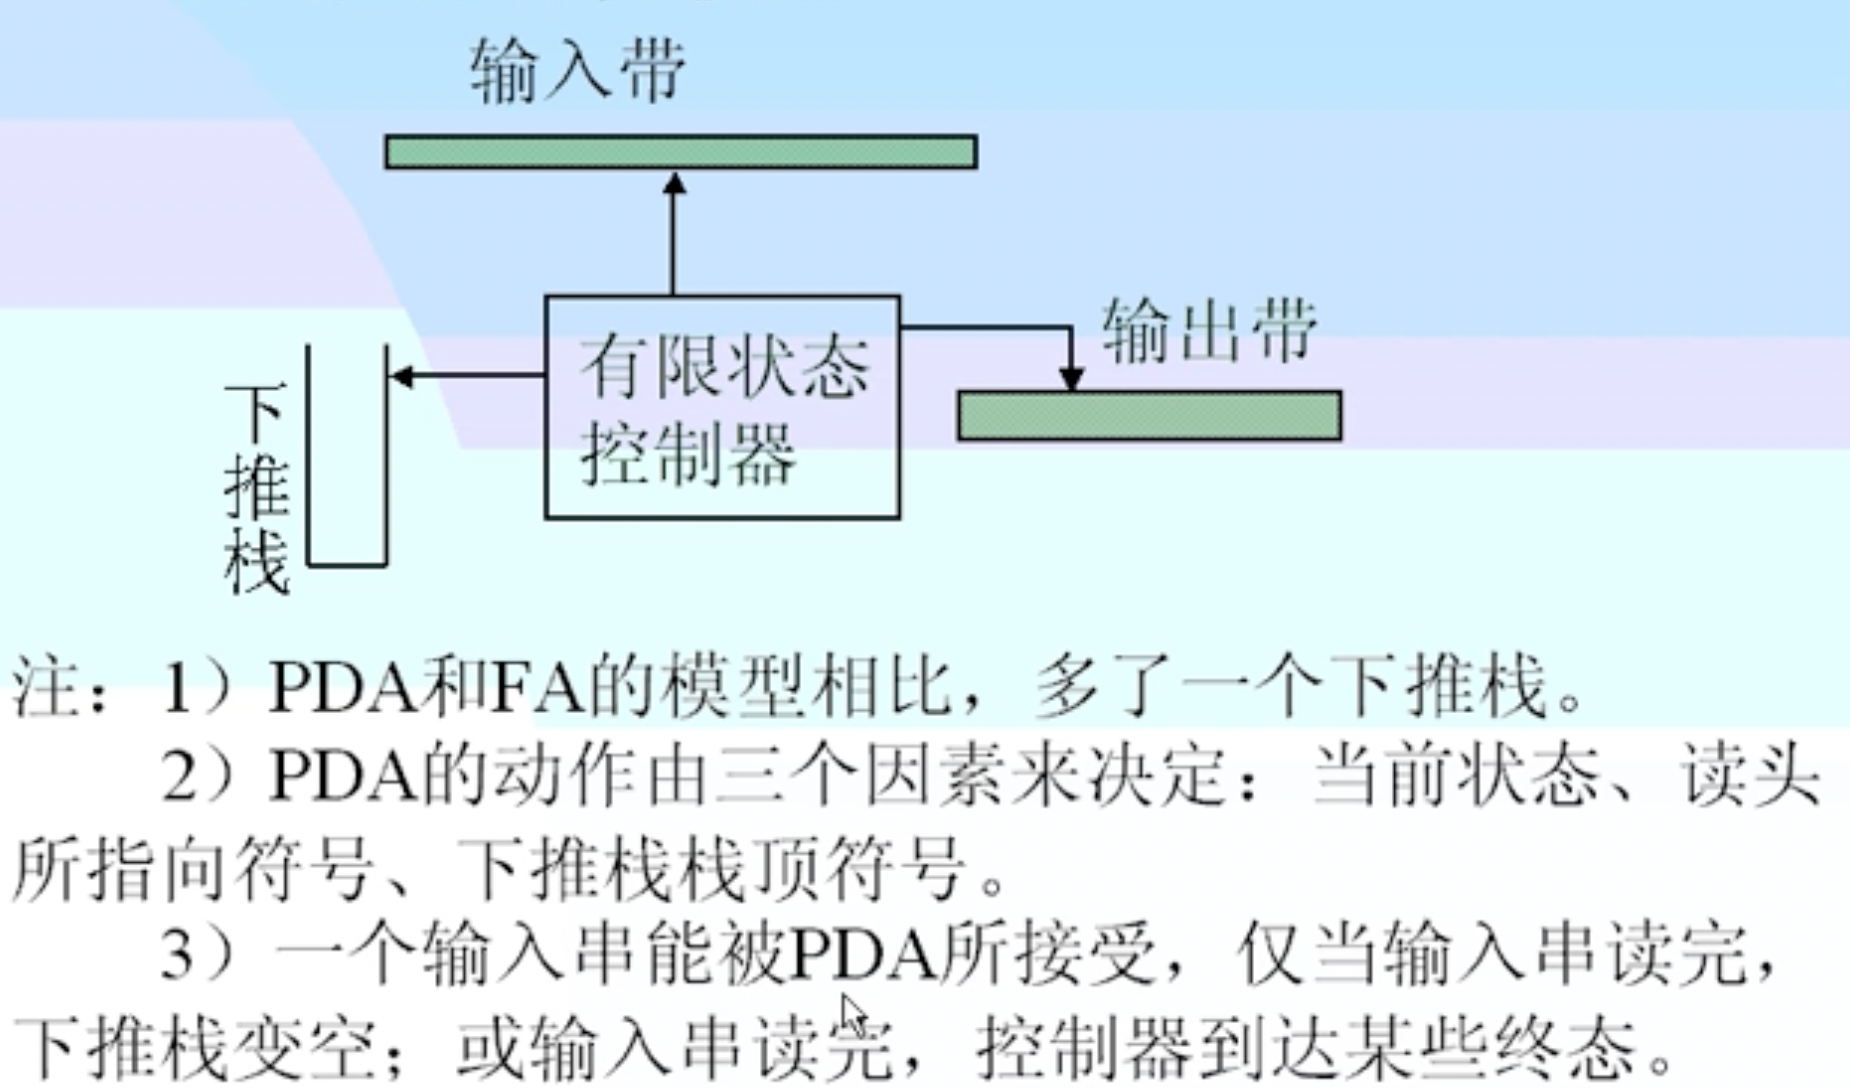 输入带
输出带
有限状态
控制器
下推栈
注：1）PDA和FA的模型相比，多了一个下推栈。
2）PDA的动作由三个因素来决定：当前状态、读头
所指向符号、下推栈栈顶符号。
3）一个输入串能被PDA所接受，仅当输入串读完，
下推栈变空；或输入串读完，控制器到达某些终态。